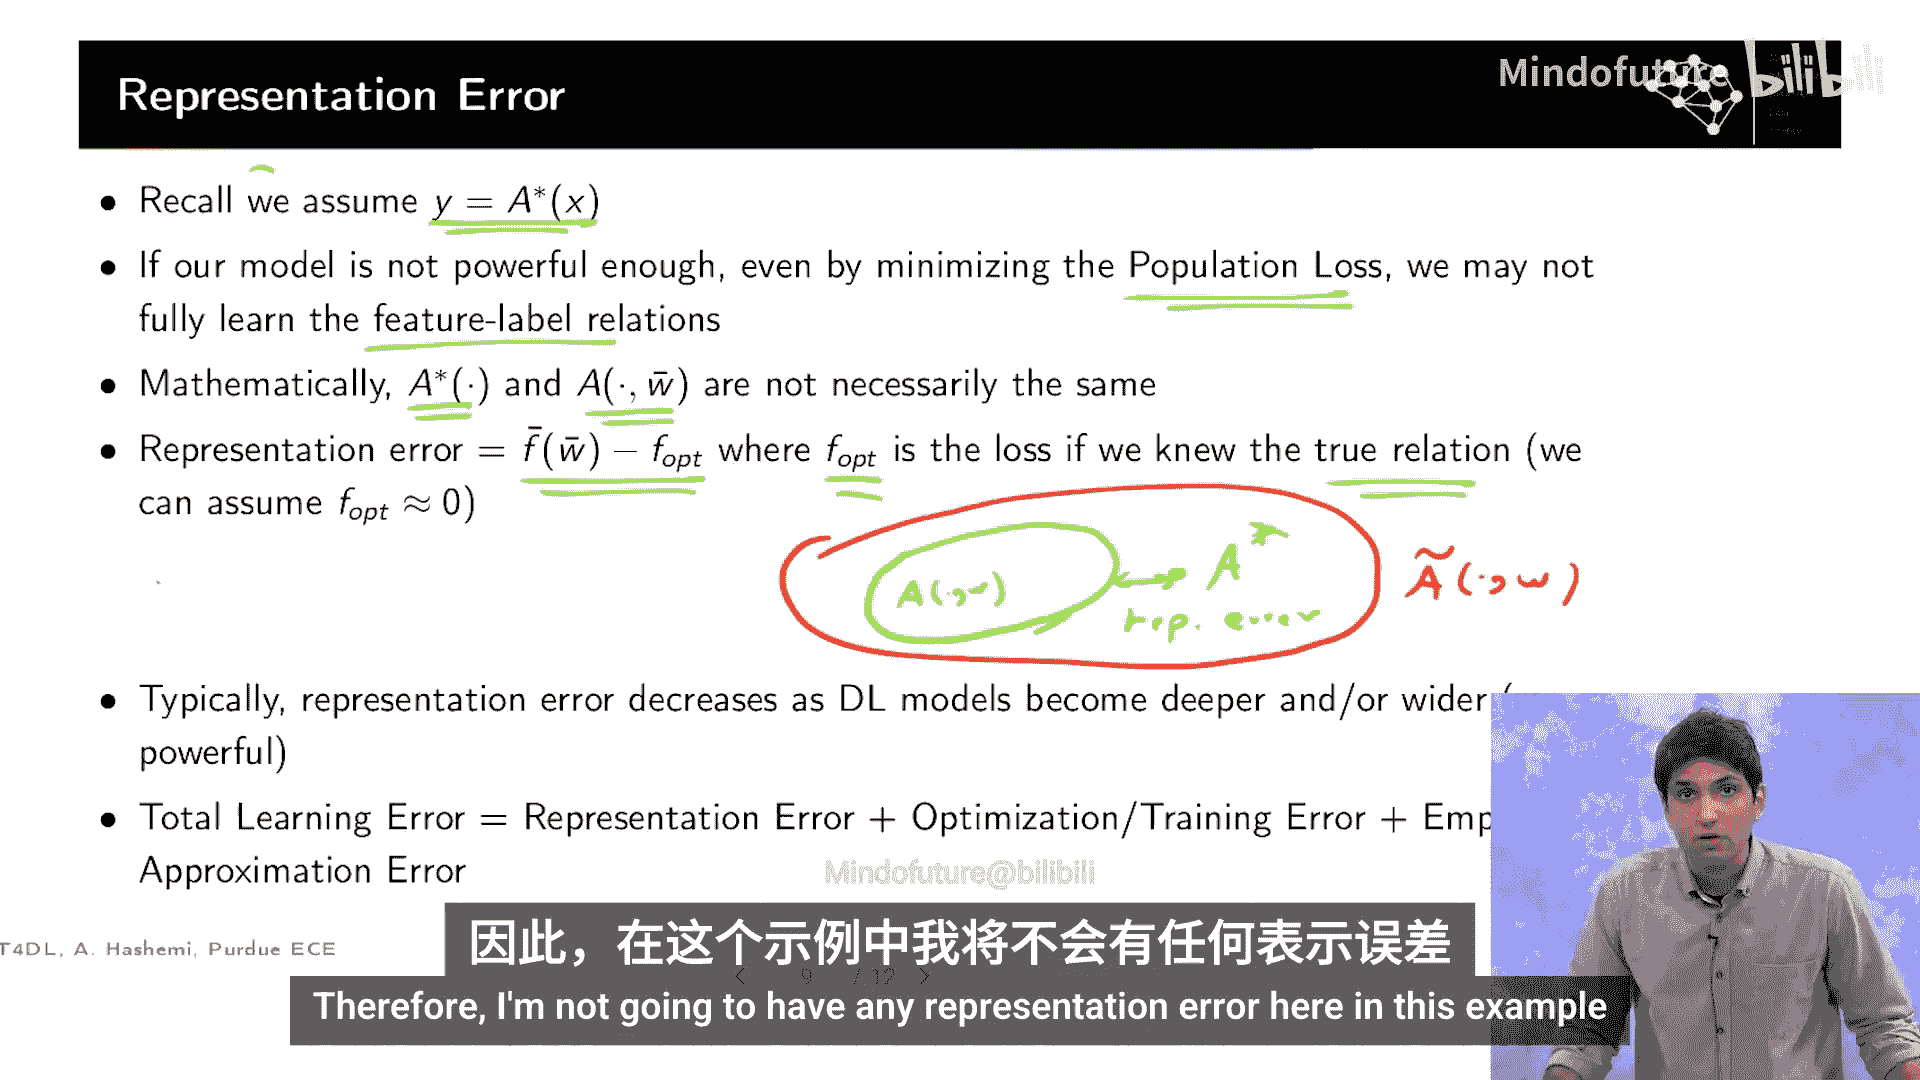 Representation Error
Mindofuture bilibili
• Recall we assume y = A*(x)
• If our model is not powerful enough, even by minimizing the Population Loss, we may not
fully learn the feature-label relations
• Mathematically, A*(·) and A(·, w̄) are not necessarily the same
• Representation error = f̄(w̄) − f_opt where f_opt is the loss if we knew the true relation (we
can assume f_opt ≈ 0)
A(·,w) ↔ A* Ã(·,w)
rep. error
• Typically, representation error decreases as DL models become deeper and/or wider (
powerful)
• Total Learning Error = Representation Error + Optimization/Training Error + Emp
Approximation Error
Mindofuture@bilibili
T4DL, A. Hashemi, Purdue ECE
因此，在这个示例中我将不会有任何表示误差
9 / 12
Therefore, I'm not going to have any representation error here in this example